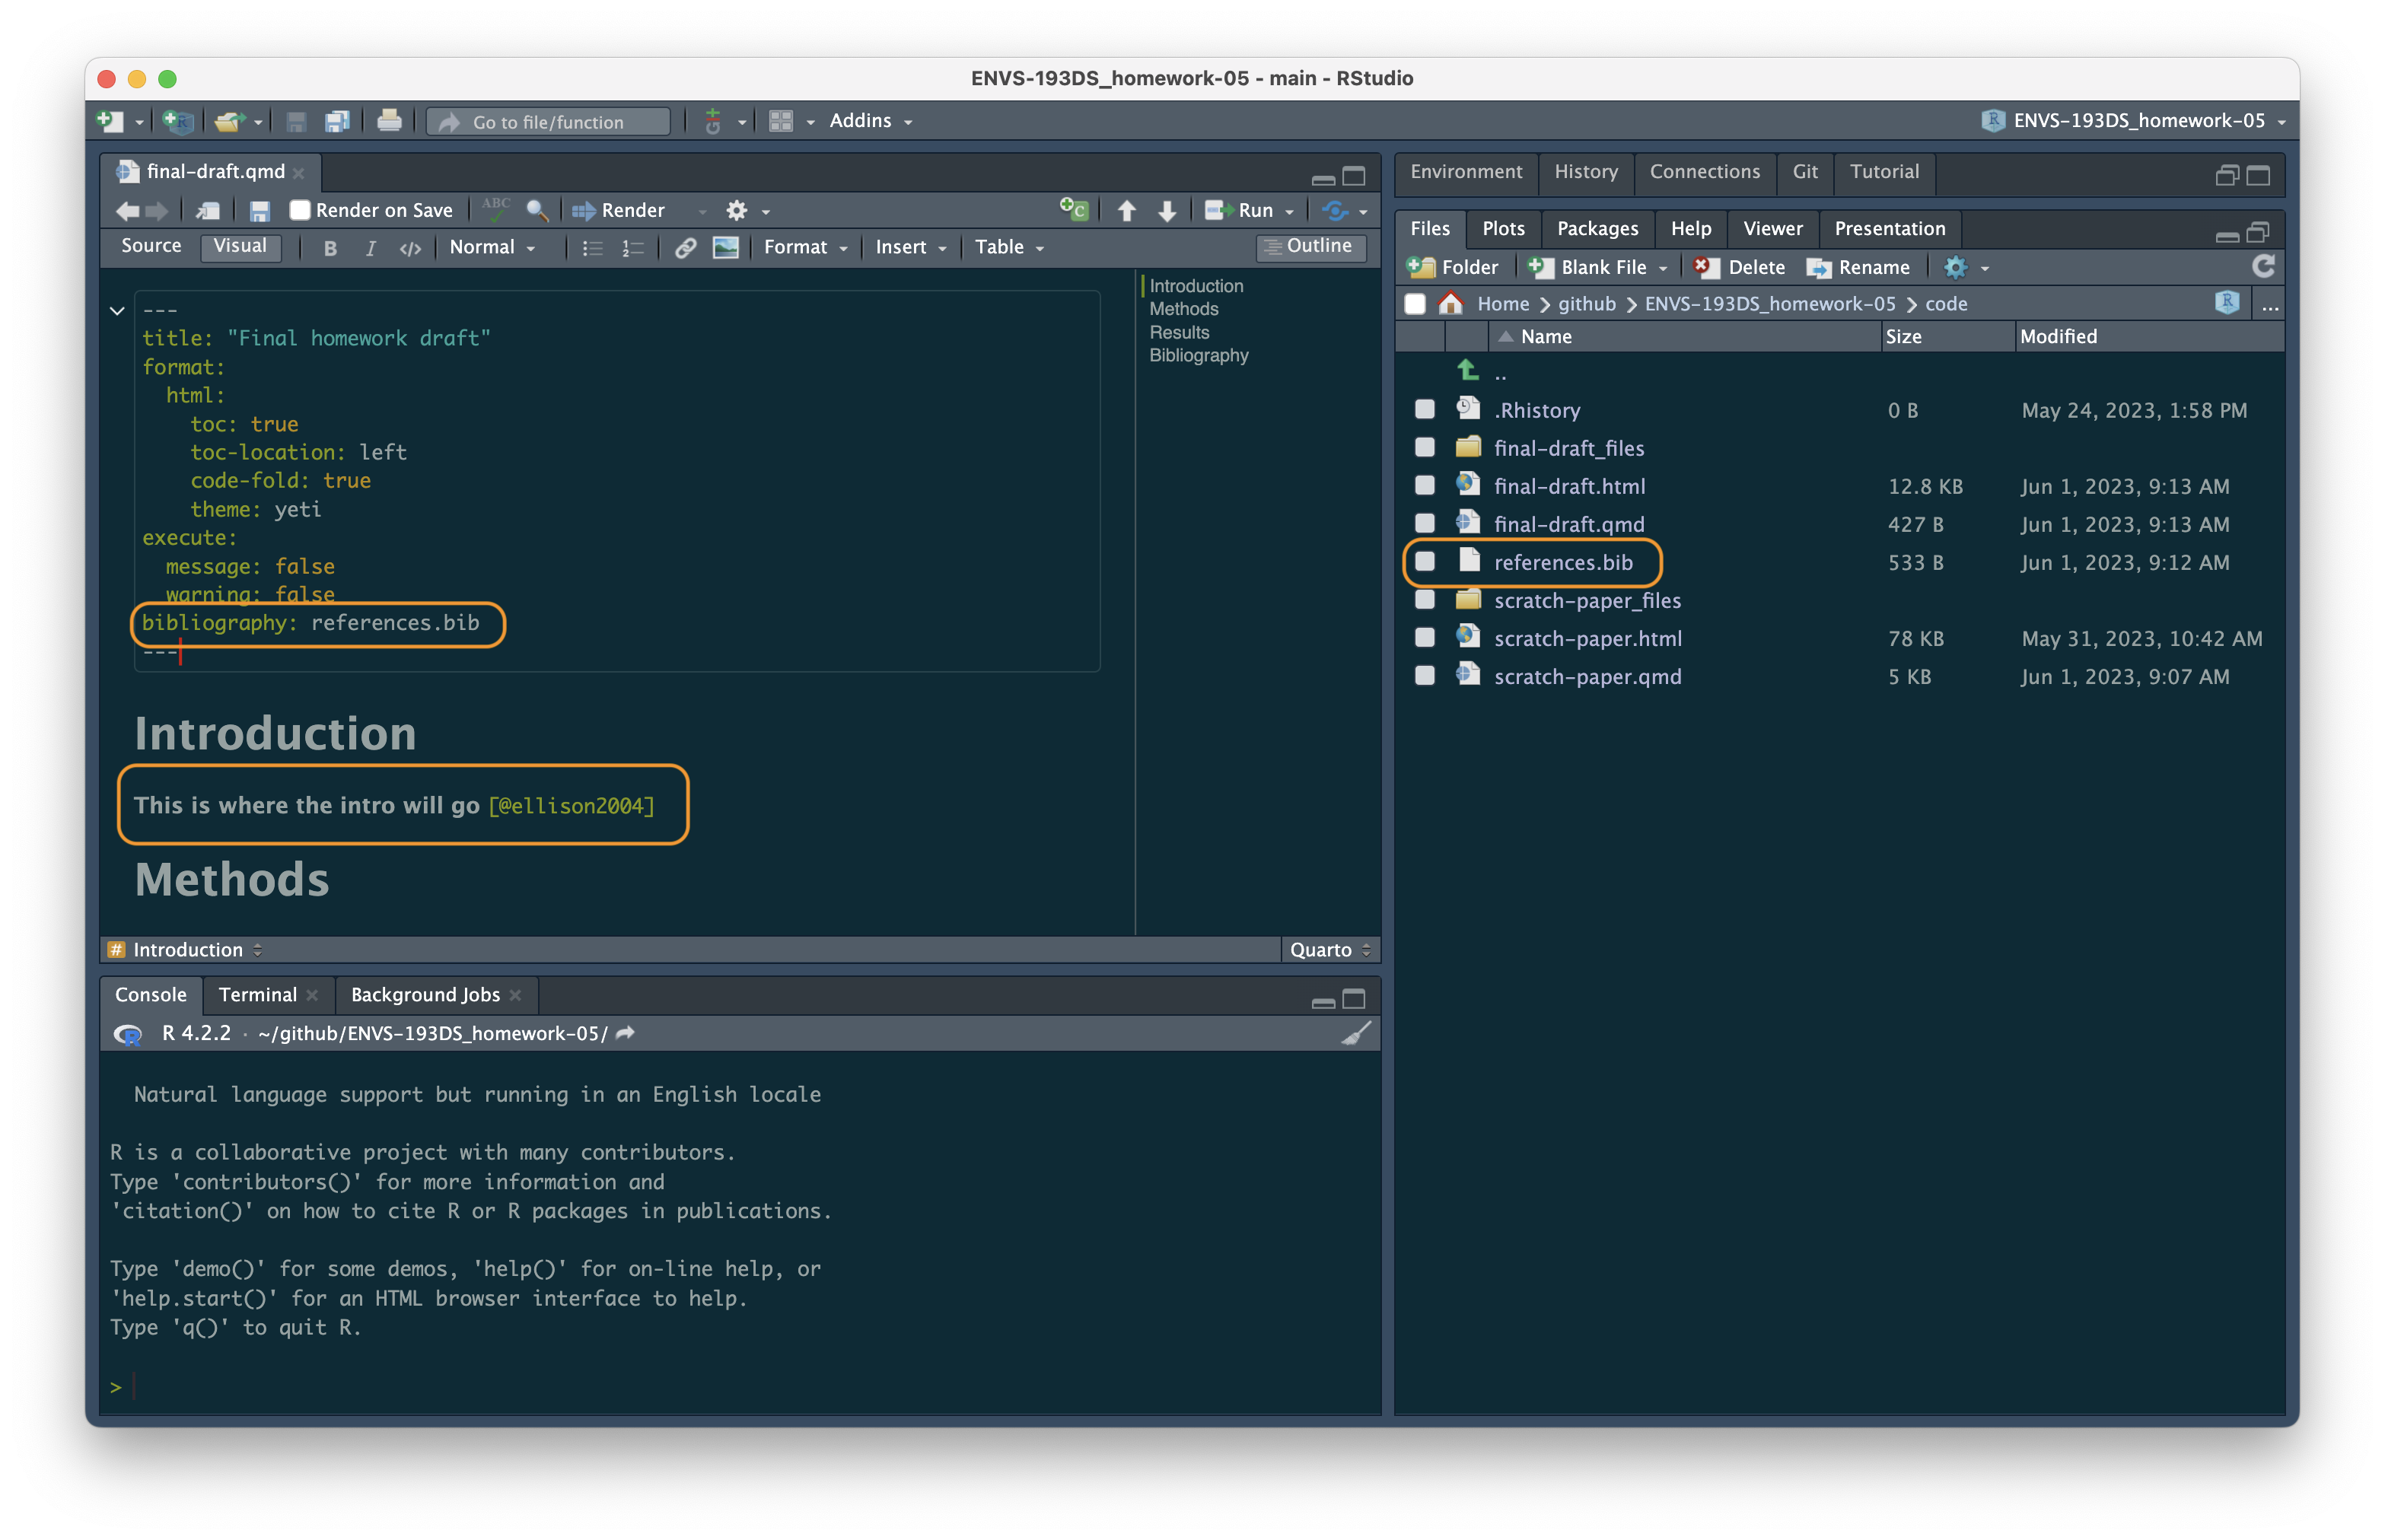 ENVS-193DS_homework-05 - main - RStudio
Go to file/function
Addins
ENVS-193DS_homework-05
final-draft.qmd
Render on Save
ABC
Render
Run
Source
Visual
B
I
</>
Normal
Format
Insert
Table
Outline
---
title: "Final homework draft"
format:
html:
toc: true
toc-location: left
code-fold: true
theme: yeti
execute:
message: false
warning: false
bibliography: references.bib
---
Introduction
This is where the intro will go [@ellison2004]
Methods
Introduction
Methods
Results
Bibliography
# Introduction
Quarto
Console
Terminal
Background Jobs
R 4.2.2 · ~/github/ENVS-193DS_homework-05/
Natural language support but running in an English locale
R is a collaborative project with many contributors.
Type 'contributors()' for more information and
'citation()' on how to cite R or R packages in publications.
Type 'demo()' for some demos, 'help()' for on-line help, or
'help.start()' for an HTML browser interface to help.
Type 'q()' to quit R.
>
Environment
History
Connections
Git
Tutorial
Files
Plots
Packages
Help
Viewer
Presentation
Folder
Blank File
Delete
Rename
Home > github > ENVS-193DS_homework-05 > code
...
Name Size Modified
..
.Rhistory 0 B May 24, 2023, 1:58 PM
final-draft_files
final-draft.html 12.8 KB Jun 1, 2023, 9:13 AM
final-draft.qmd 427 B Jun 1, 2023, 9:13 AM
references.bib 533 B Jun 1, 2023, 9:12 AM
scratch-paper_files
scratch-paper.html 78 KB May 31, 2023, 10:42 AM
scratch-paper.qmd 5 KB Jun 1, 2023, 9:07 AM